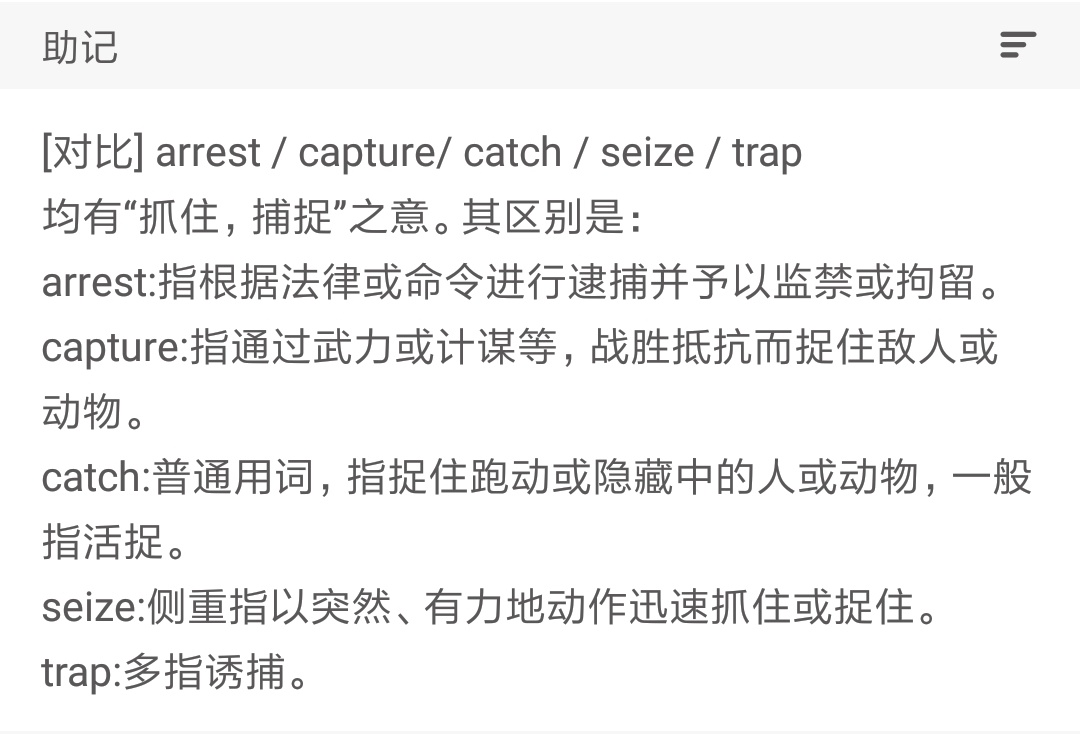 助记
[对比] arrest / capture/ catch / seize / trap
均有“抓住，捕捉”之意。其区别是：
arrest:指根据法律或命令进行逮捕并予以监禁或拘留。
capture:指通过武力或计谋等，战胜抵抗而捉住敌人或
动物。
catch:普通用词，指捉住跑动或隐藏中的人或动物，一般
指活捉。
seize:侧重指以突然、有力地动作迅速抓住或捉住。
trap:多指诱捕。